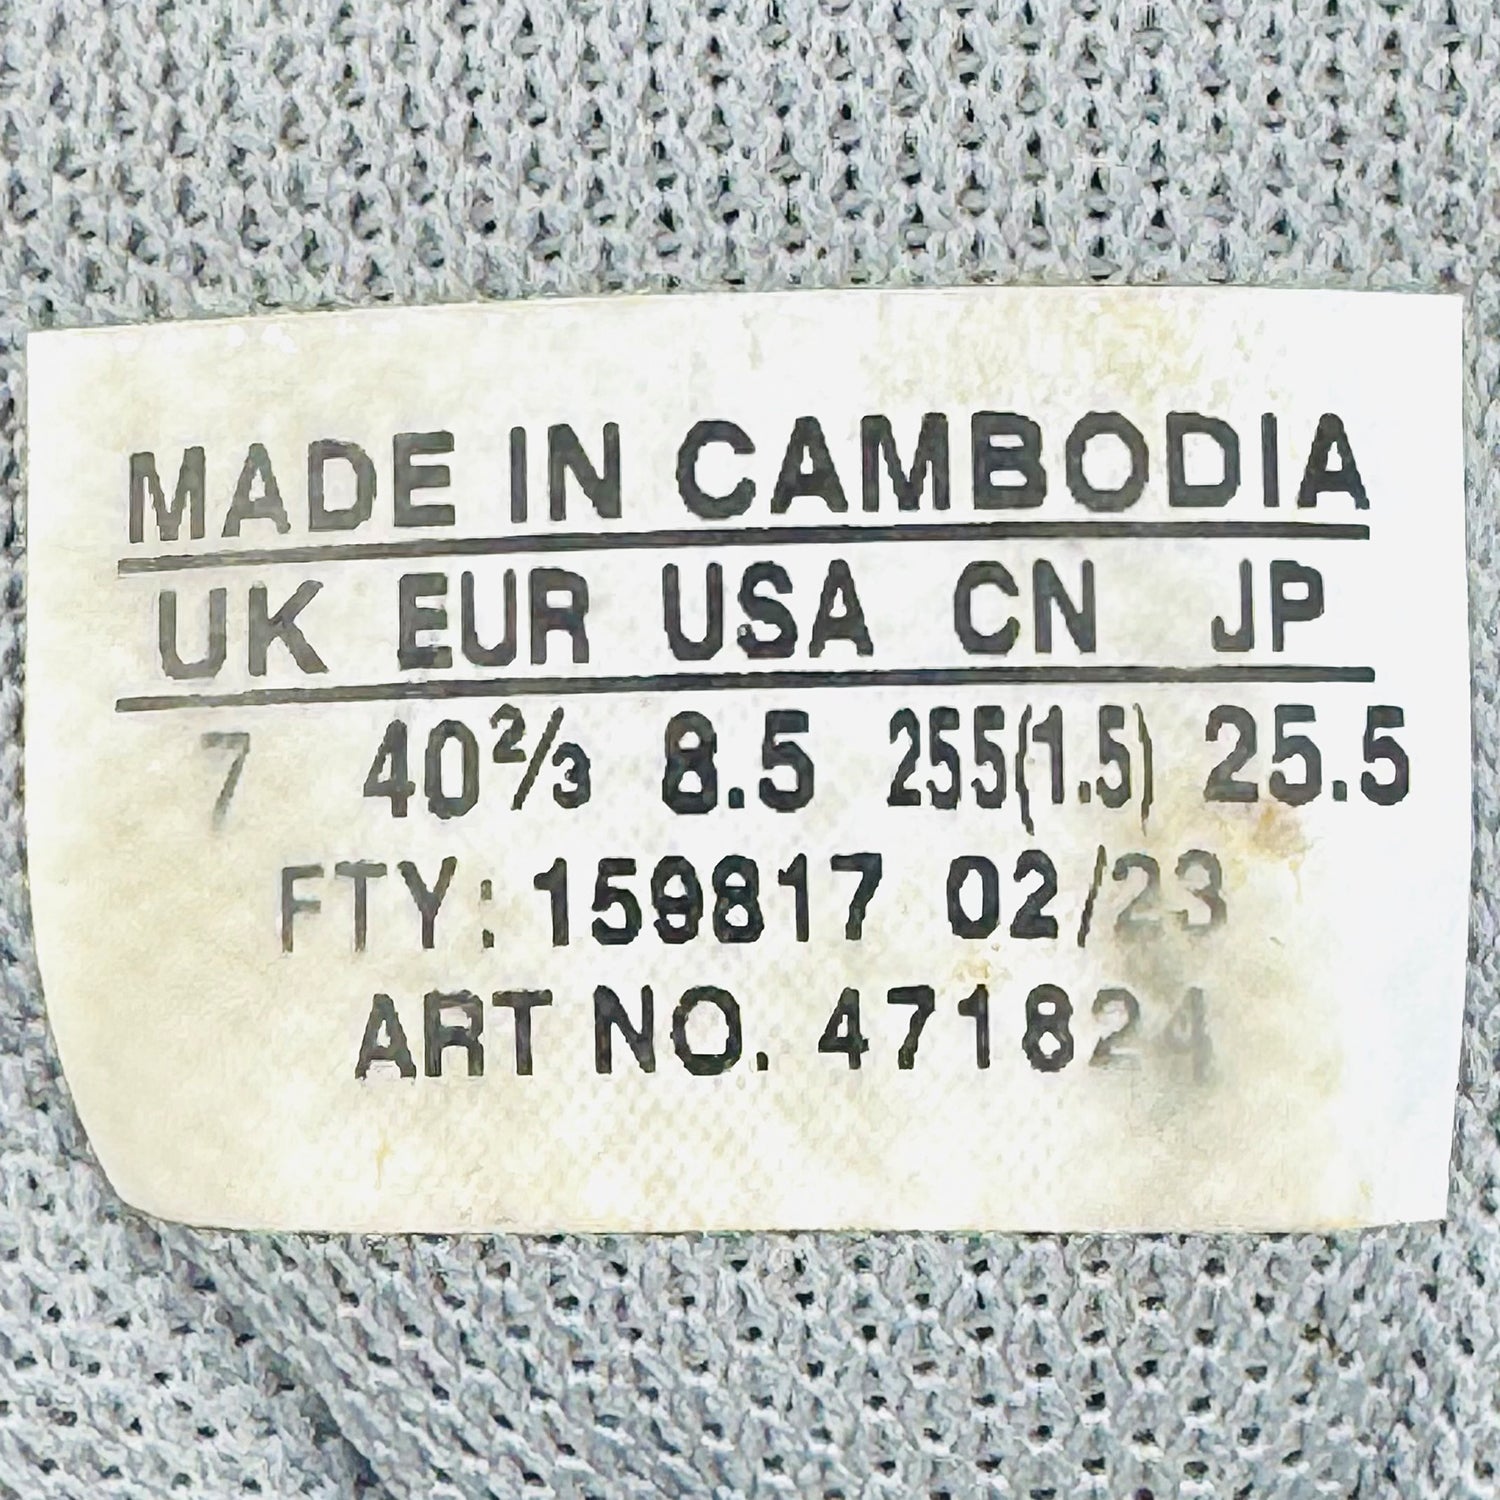 MADE IN CAMBODIA
UK EUR USA CN JP
7 40⅔ 8.5 255(1.5) 25.5
FTY: 159817 02/23
ART NO. 471824